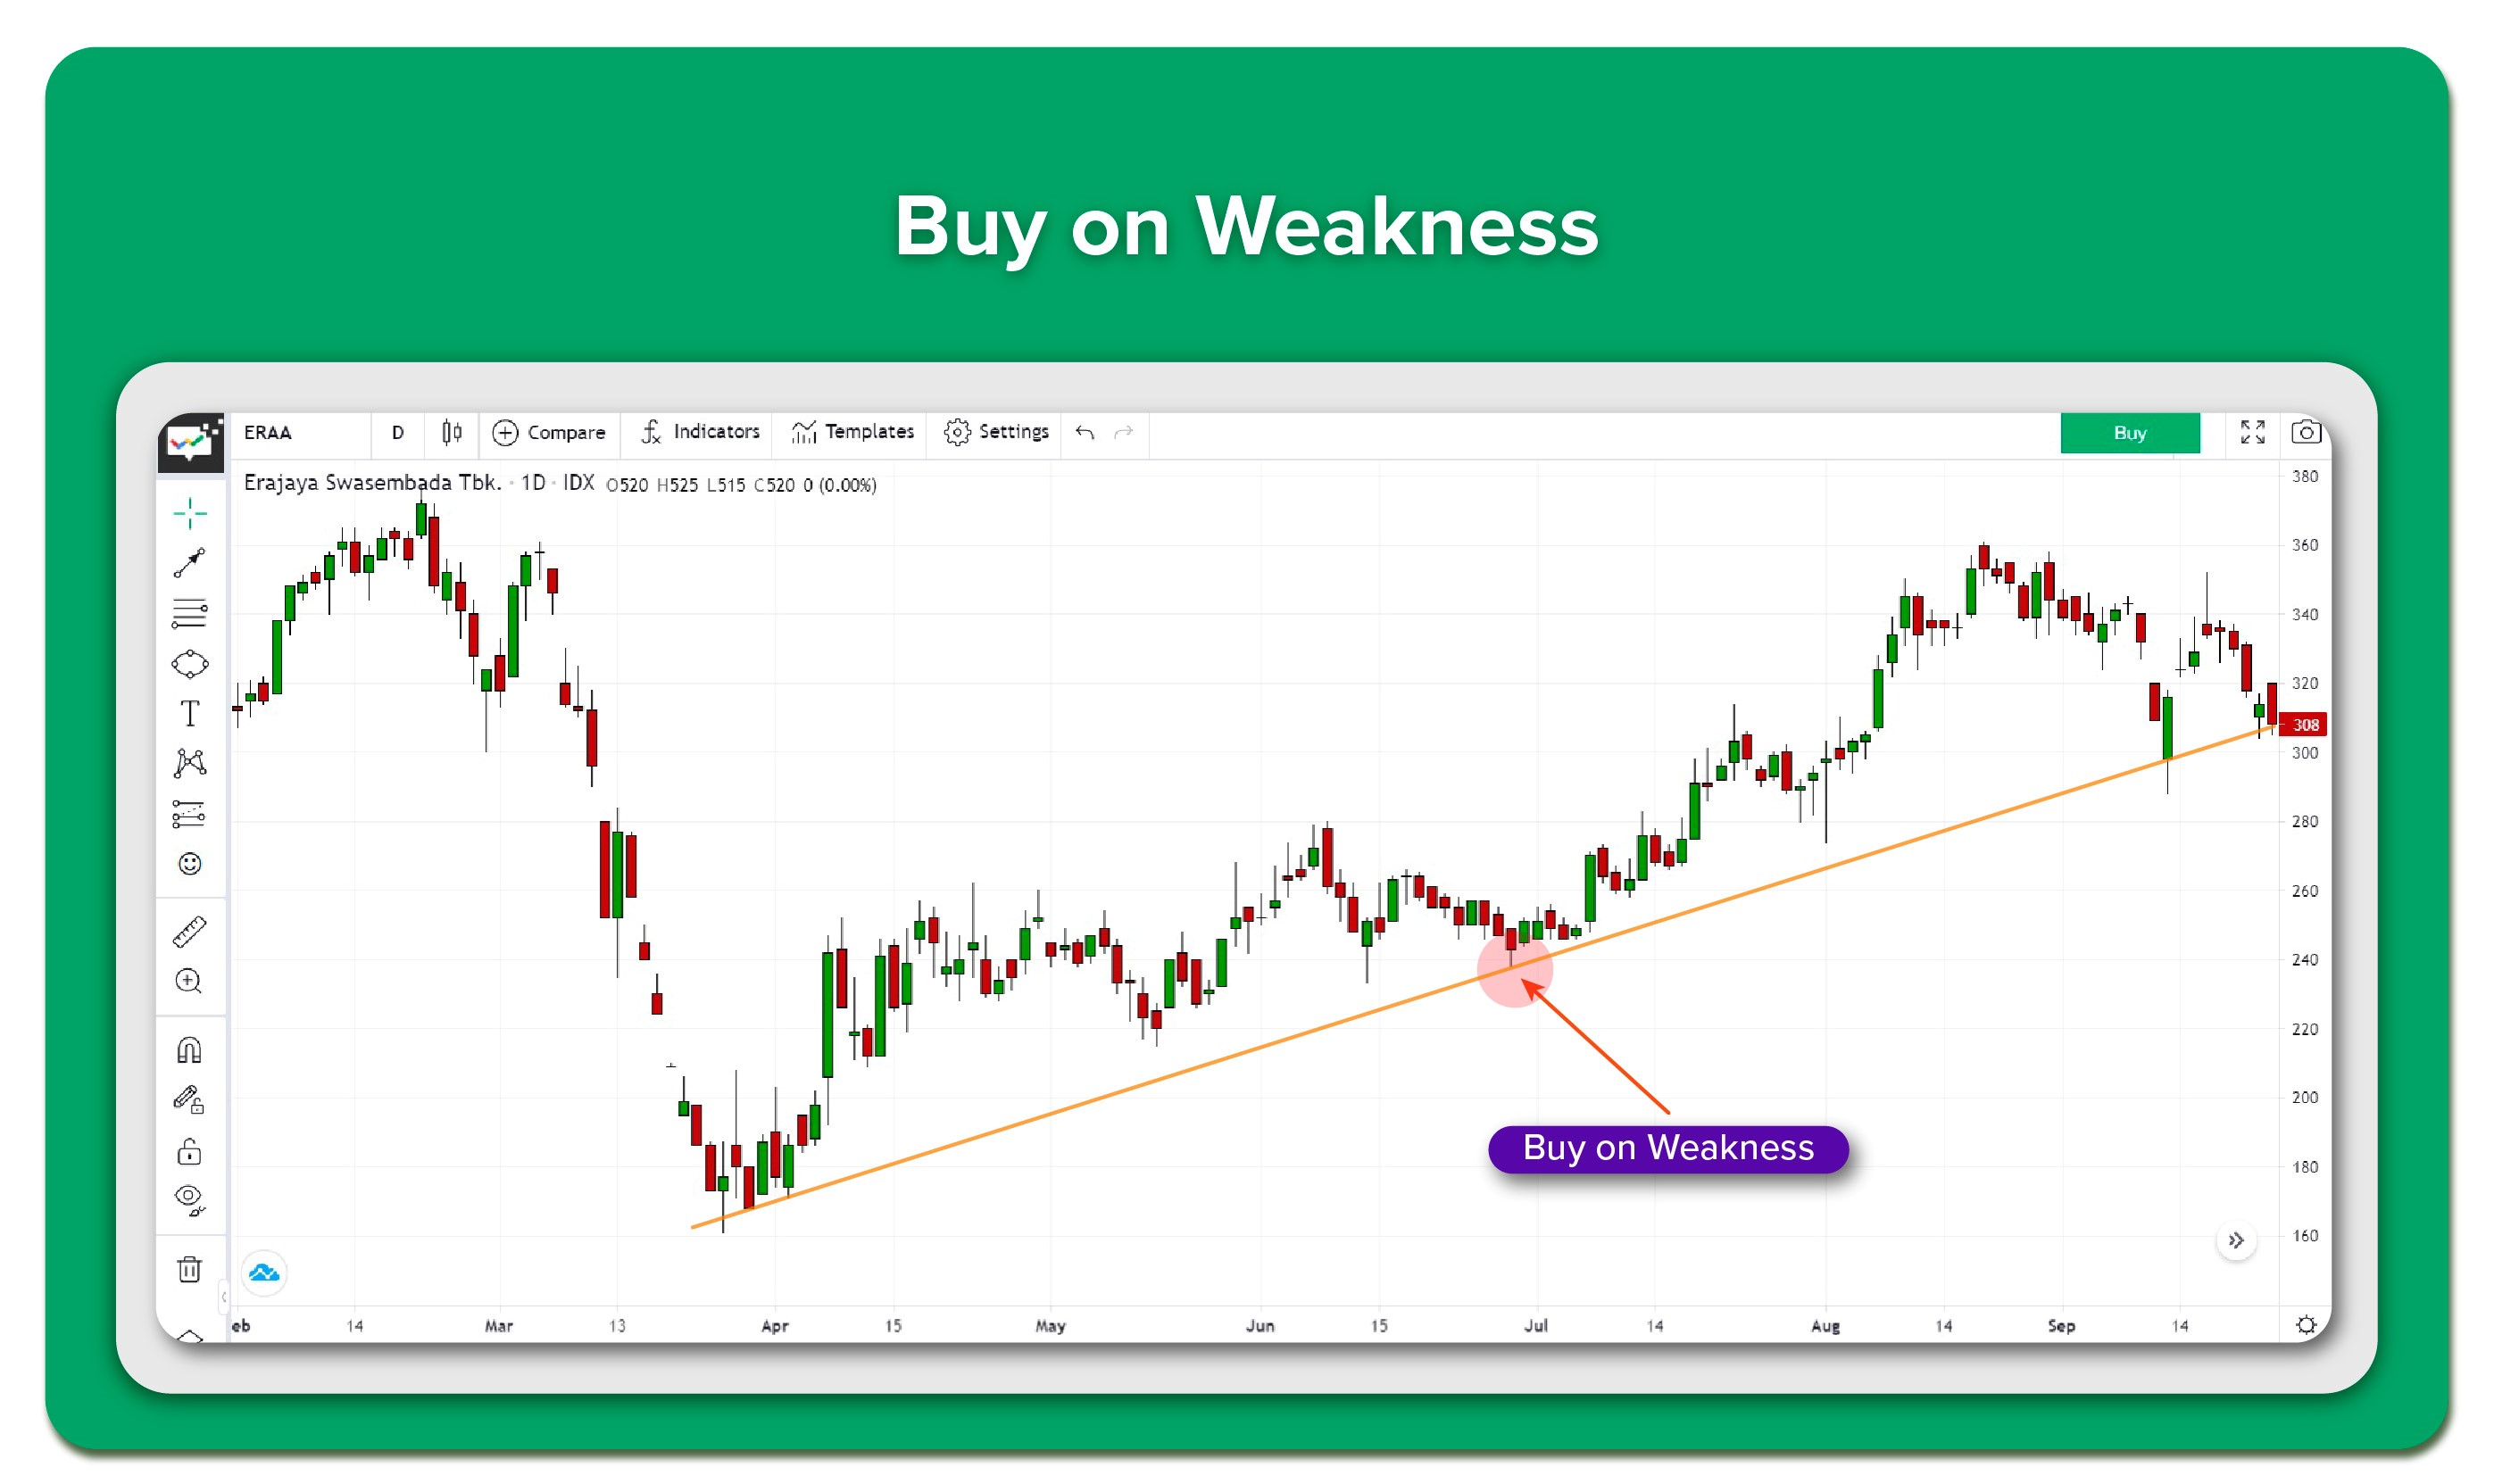 Buy on Weakness
ERAA D Compare Indicators Templates Settings Buy
Erajaya Swasembada Tbk. · 1D · IDX O520 H525 L515 C520 0 (0.00%)
380
360
340
320
308
300
280
260
240
220
200
180
160
Buy on Weakness
eb 14 Mar 13 Apr 15 May Jun 15 Jul 14 Aug 14 Sep 14